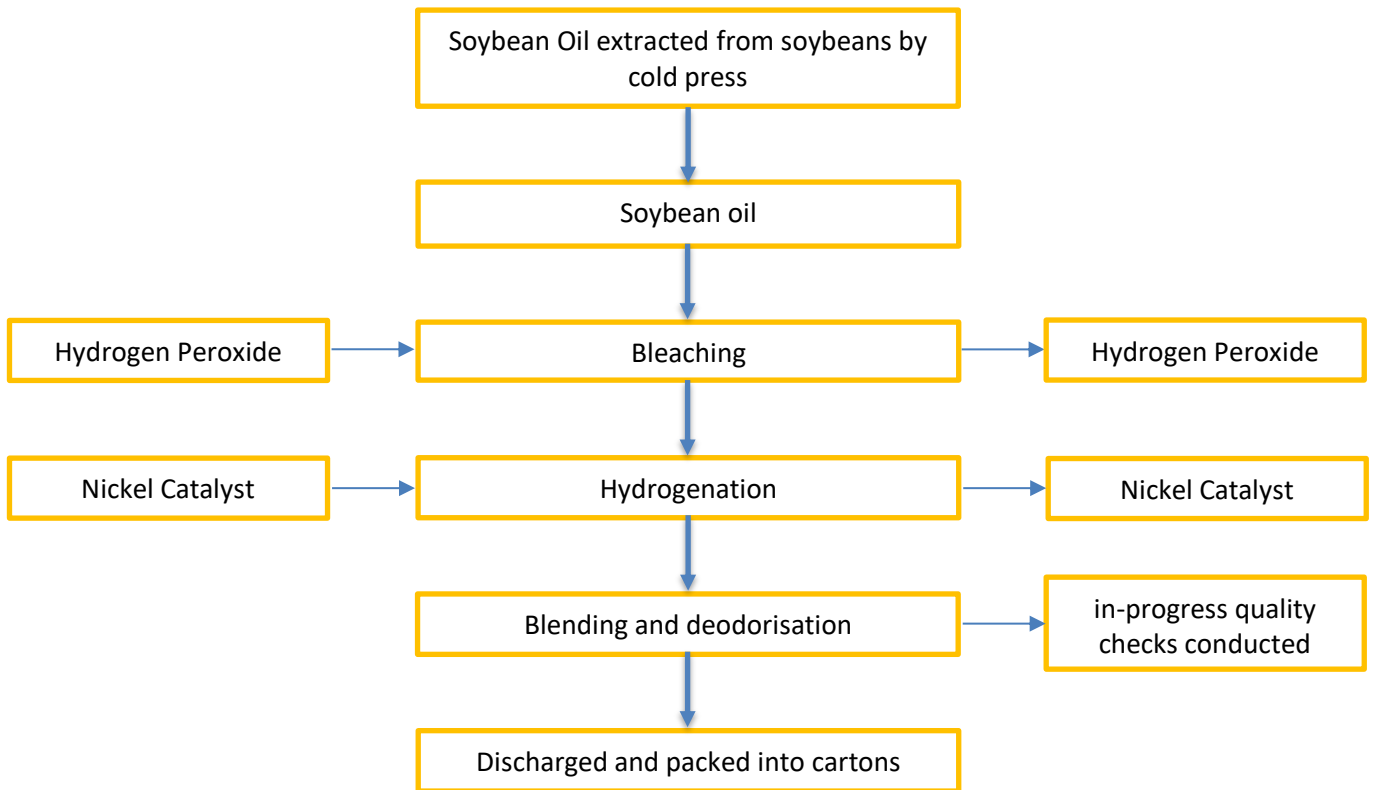 Soybean Oil extracted from soybeans by
cold press
Soybean oil
Hydrogen Peroxide
Bleaching
Hydrogen Peroxide
Nickel Catalyst
Hydrogenation
Nickel Catalyst
Blending and deodorisation
in-progress quality
checks conducted
Discharged and packed into cartons